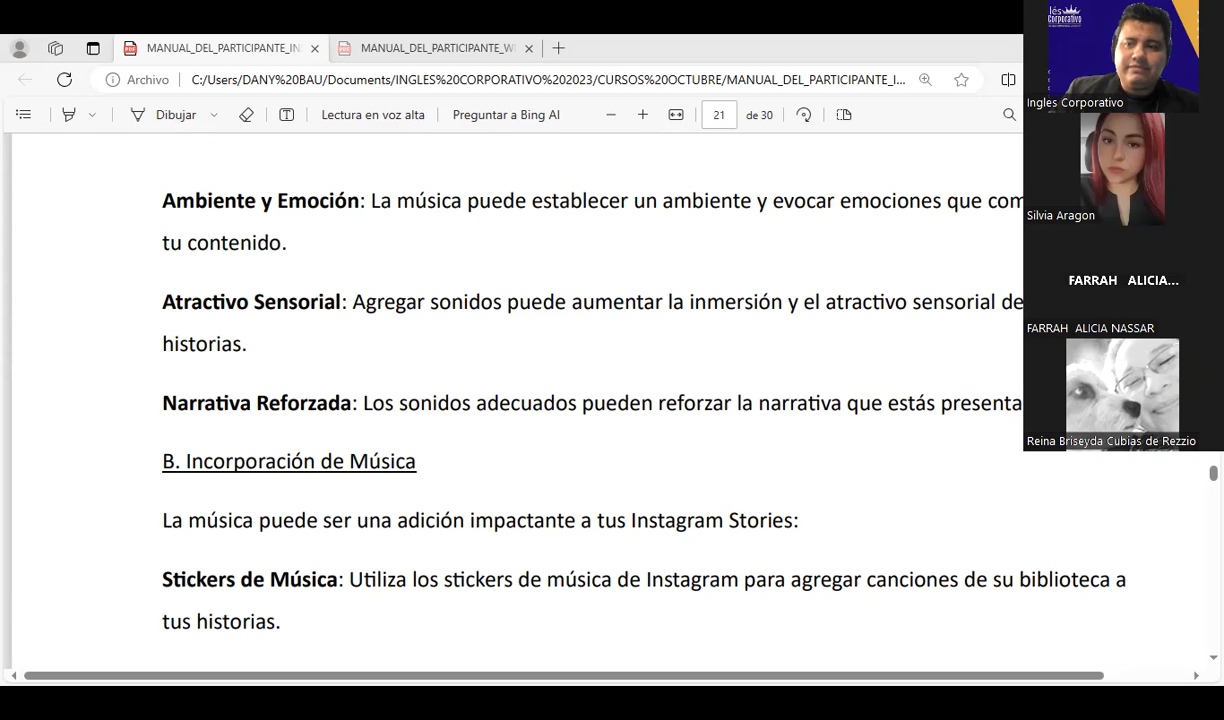 MANUAL_DEL_PARTICIPANTE_IN
MANUAL_DEL_PARTICIPANTE_W
Archivo
C:/Users/DANY%20BAU/Documents/INGLES%20CORPORATIVO%202023/CURSOS%20OCTUBRE/MANUAL_DEL_PARTICIPANTE_I...
Dibujar
Lectura en voz alta
Preguntar a Bing AI
21
de 30
Ambiente y Emoción: La música puede establecer un ambiente y evocar emociones que com
tu contenido.
Atractivo Sensorial: Agregar sonidos puede aumentar la inmersión y el atractivo sensorial de
historias.
Narrativa Reforzada: Los sonidos adecuados pueden reforzar la narrativa que estás presenta
B. Incorporación de Música
La música puede ser una adición impactante a tus Instagram Stories:
Stickers de Música: Utiliza los stickers de música de Instagram para agregar canciones de su biblioteca a
tus historias.
lés
Corporativo
Ingles Corporativo
Silvia Aragon
FARRAH ALICIA...
FARRAH ALICIA NASSAR
Reina Briseyda Cubias de Rezzio